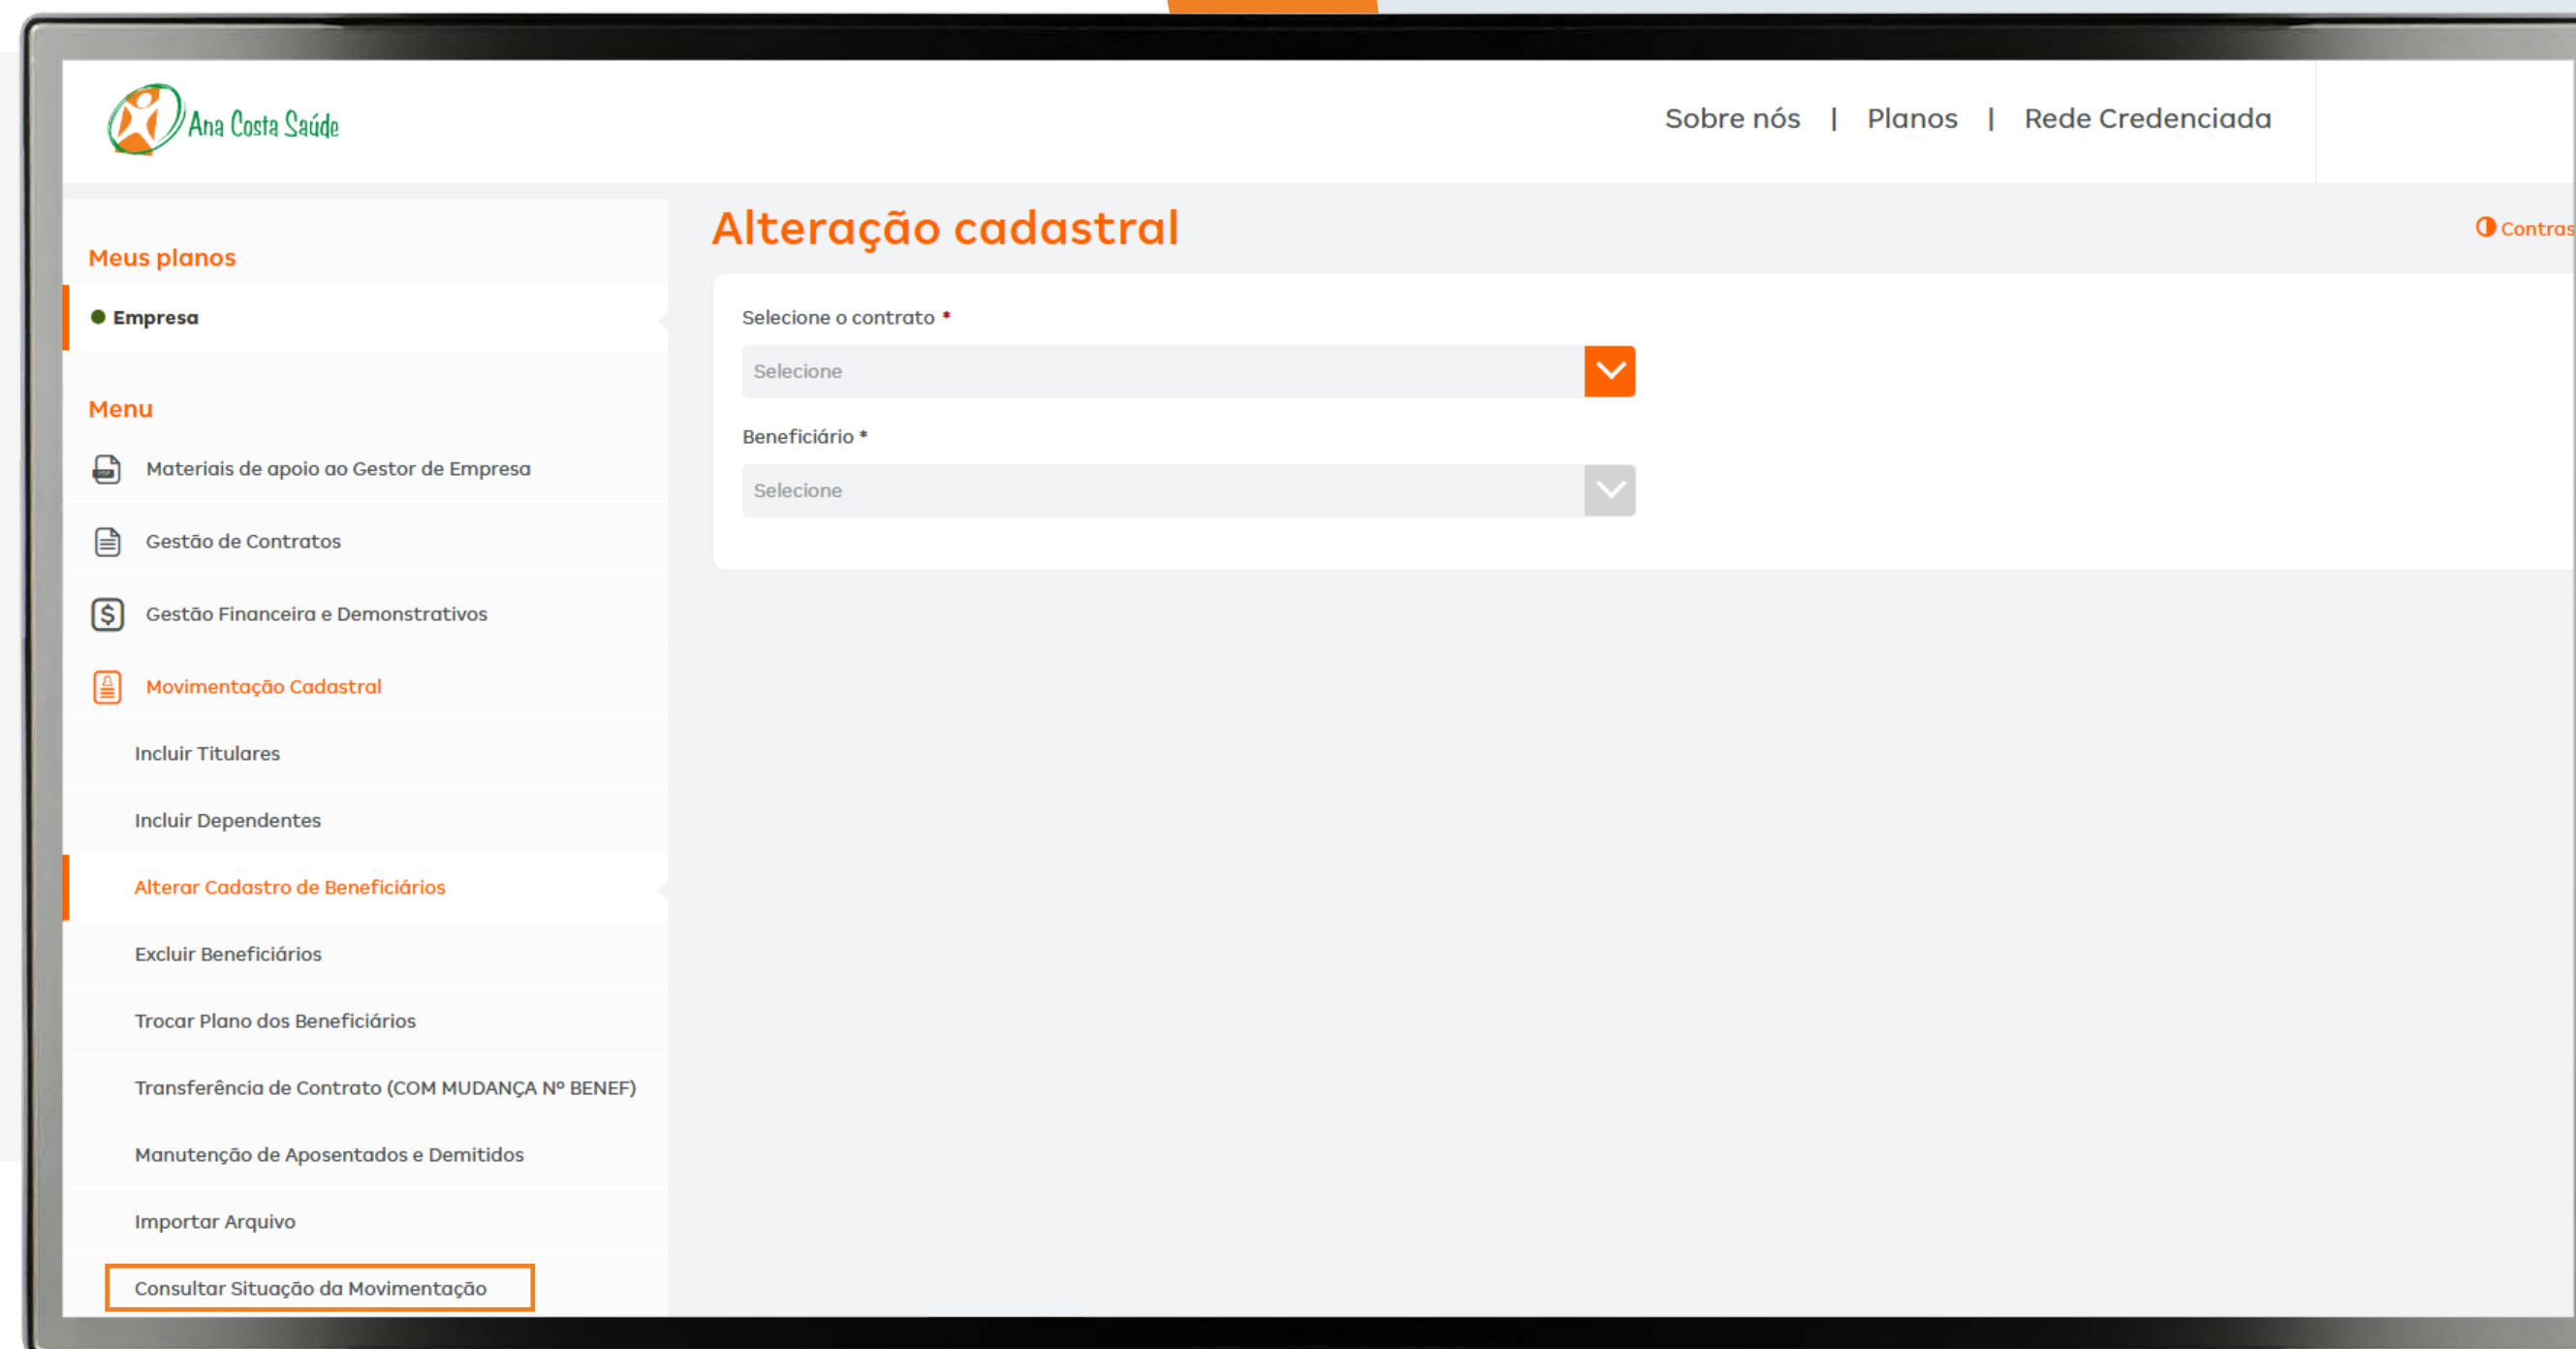 Ana Costa Saúde
Sobre nós | Planos | Rede Credenciada
Alteração cadastral
Contras
Meus planos
Empresa
Selecione o contrato *
Selecione
Beneficiário *
Selecione
Menu
Materiais de apoio ao Gestor de Empresa
Gestão de Contratos
Gestão Financeira e Demonstrativos
Movimentação Cadastral
Incluir Titulares
Incluir Dependentes
Alterar Cadastro de Beneficiários
Excluir Beneficiários
Trocar Plano dos Beneficiários
Transferência de Contrato (COM MUDANÇA Nº BENEF)
Manutenção de Aposentados e Demitidos
Importar Arquivo
Consultar Situação da Movimentação